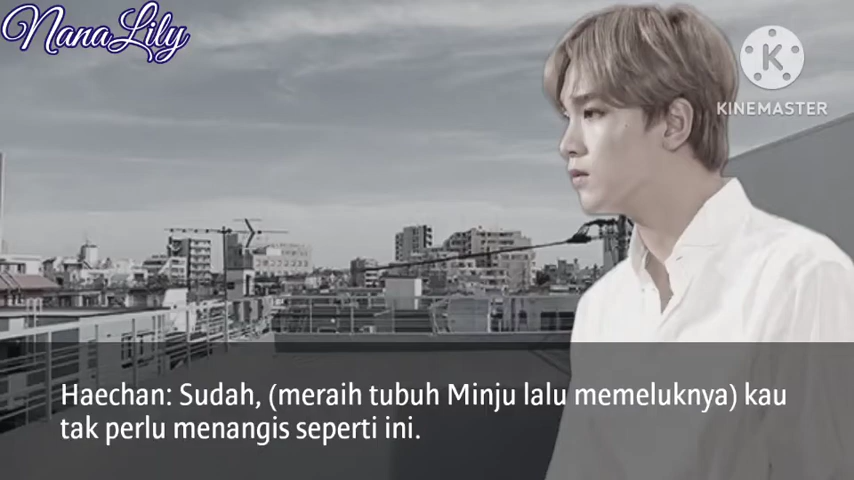 NanaLily
K
KINEMASTER
Haechan: Sudah, (meraih tubuh Minju lalu memeluknya) kau
tak perlu menangis seperti ini.